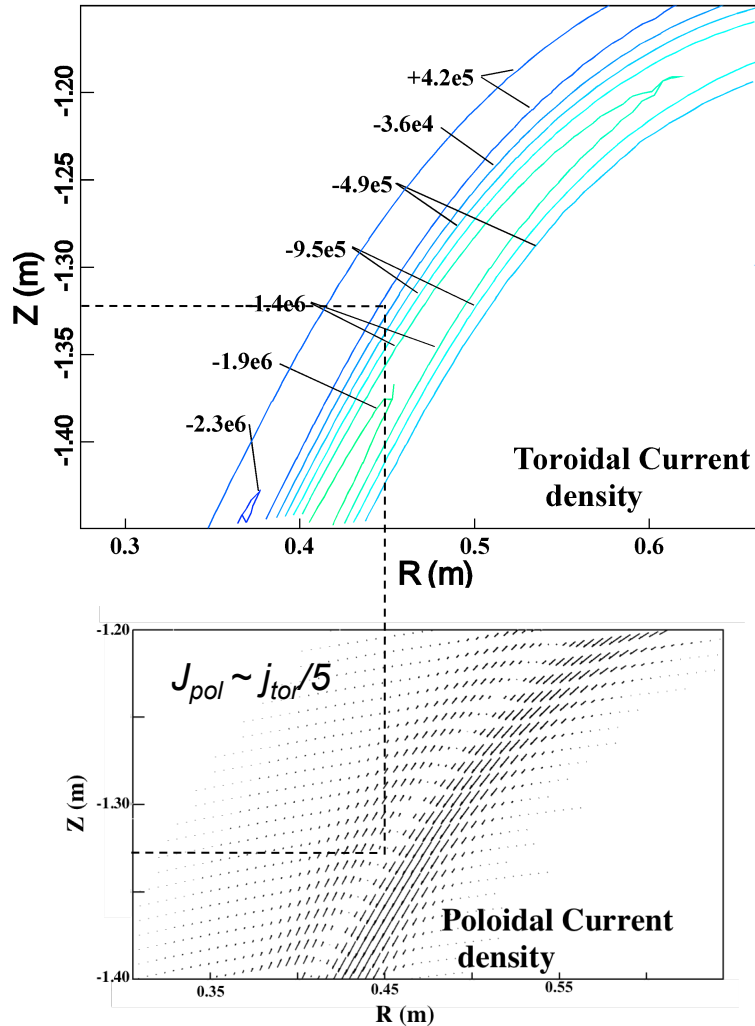 +4.2e5
-1.20
-3.6e4
-4.9e5
-1.25
-9.5e5
-1.30
Z (m)
1.4e6
-1.35
-1.9e6
-2.3e6
-1.40
Toroidal Current
density
0.3 0.4 0.5 0.6
R (m)
-1.20
J_pol ~ j_tor/5
-1.30
Z (m)
Poloidal Current
density
-1.40
0.35 0.45 0.55
R (m)